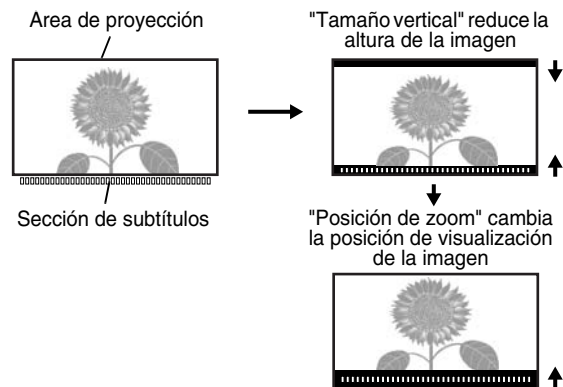 Area de proyección
Sección de subtítulos
"Tamaño vertical" reduce la
altura de la imagen
"Posición de zoom" cambia
la posición de visualización
de la imagen